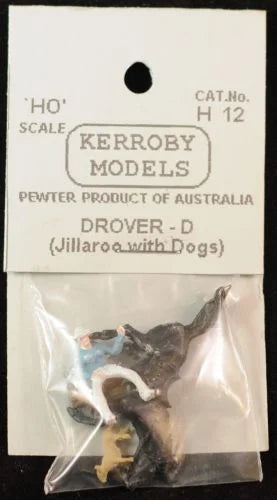 'HO'
SCALE
CAT.No.
H 12
KERROBY
MODELS
PEWTER PRODUCT OF AUSTRALIA
DROVER - D
(Jillaroo with Dogs)